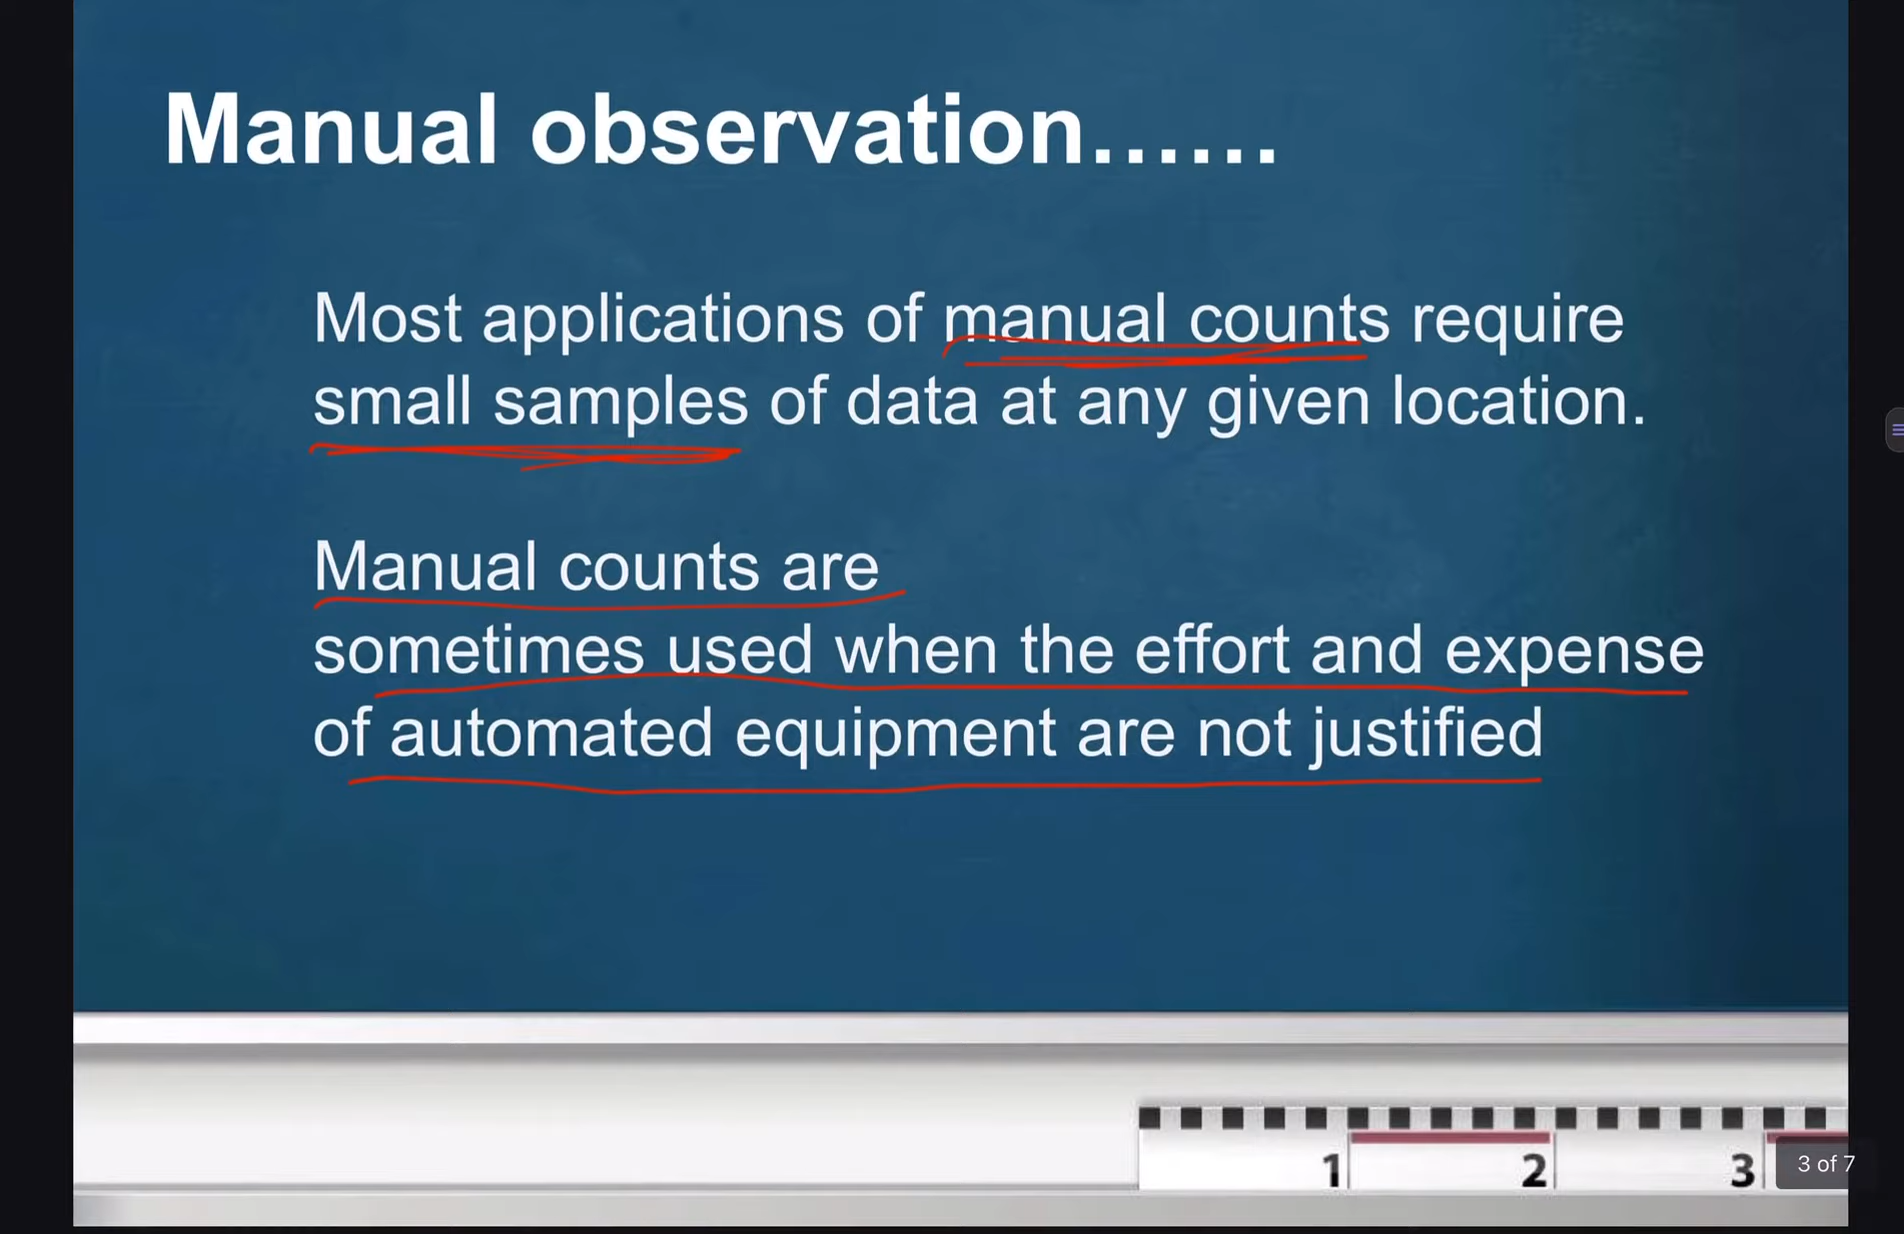 Manual observation......
Most applications of manual counts require
small samples of data at any given location.
Manual counts are
sometimes used when the effort and expense
of automated equipment are not justified
1 2 3
3 of 7